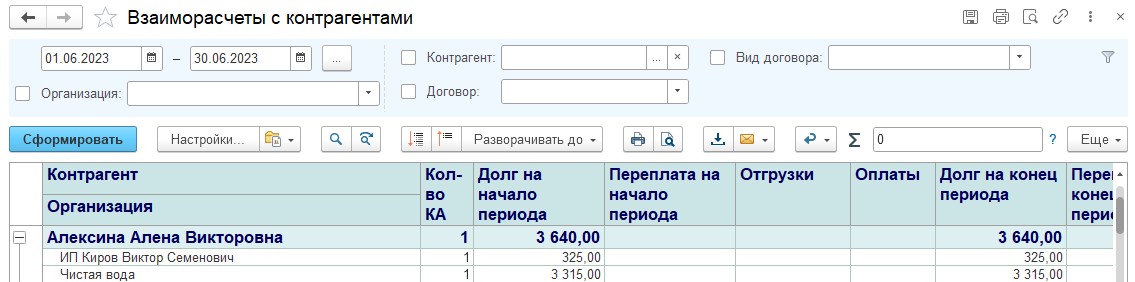 Взаиморасчеты с контрагентами
01.06.2023 – 30.06.2023 ... Контрагент: ... × Вид договора:
Организация: Договор:
Сформировать Настройки... Разворачивать до Σ 0 ? Еще
Контрагент Кол-во КА Долг на начало периода Переплата на начало периода Отгрузки Оплаты Долг на конец периода
Организация
Алексина Алена Викторовна 1 3 640,00 3 640,00
ИП Киров Виктор Семенович 1 325,00 325,00
Чистая вода 1 3 315,00 3 315,00